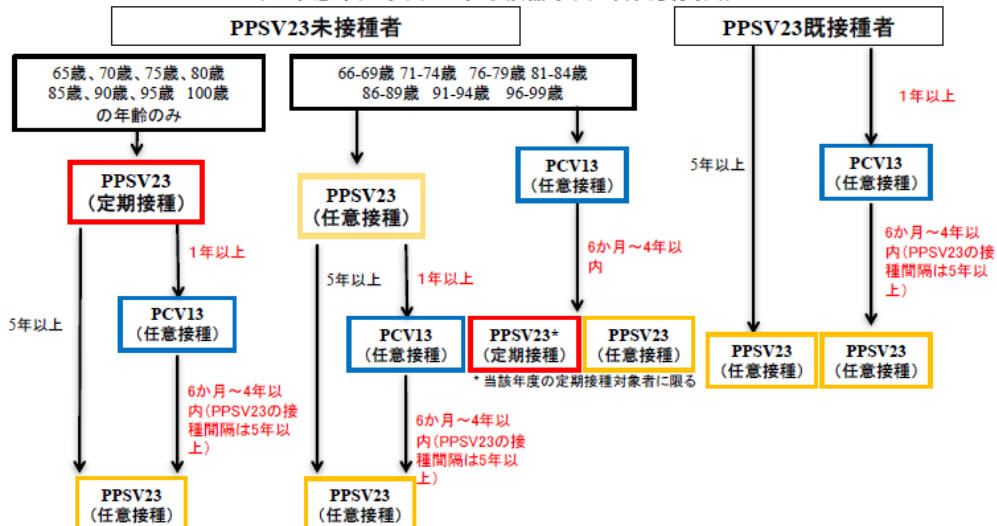 PPSV23未接種者
PPSV23既接種者
65歳、70歳、75歳、80歳
85歳、90歳、95歳 100歳
の年齢のみ
66-69歳 71-74歳 76-79歳 81-84歳
86-89歳 91-94歳 96-99歳
PPSV23
（定期接種）
5年以上
1年以上
PCV13
（任意接種）
6か月～4年以
内（PPSV23の接
種間隔は5年以
上）
PPSV23
（任意接種）
PPSV23
（任意接種）
5年以上
1年以上
PCV13
（任意接種）
6か月～4年以
内（PPSV23の接
種間隔は5年以
上）
PPSV23
（任意接種）
PCV13
（任意接種）
6か月～4年以
内
PPSV23*
（定期接種）
PPSV23
（任意接種）
* 当該年度の定期接種対象者に限る
5年以上
1年以上
PCV13
（任意接種）
6か月～4年以
内（PPSV23の接
種間隔は5年以
上）
PPSV23
（任意接種）
PPSV23
（任意接種）